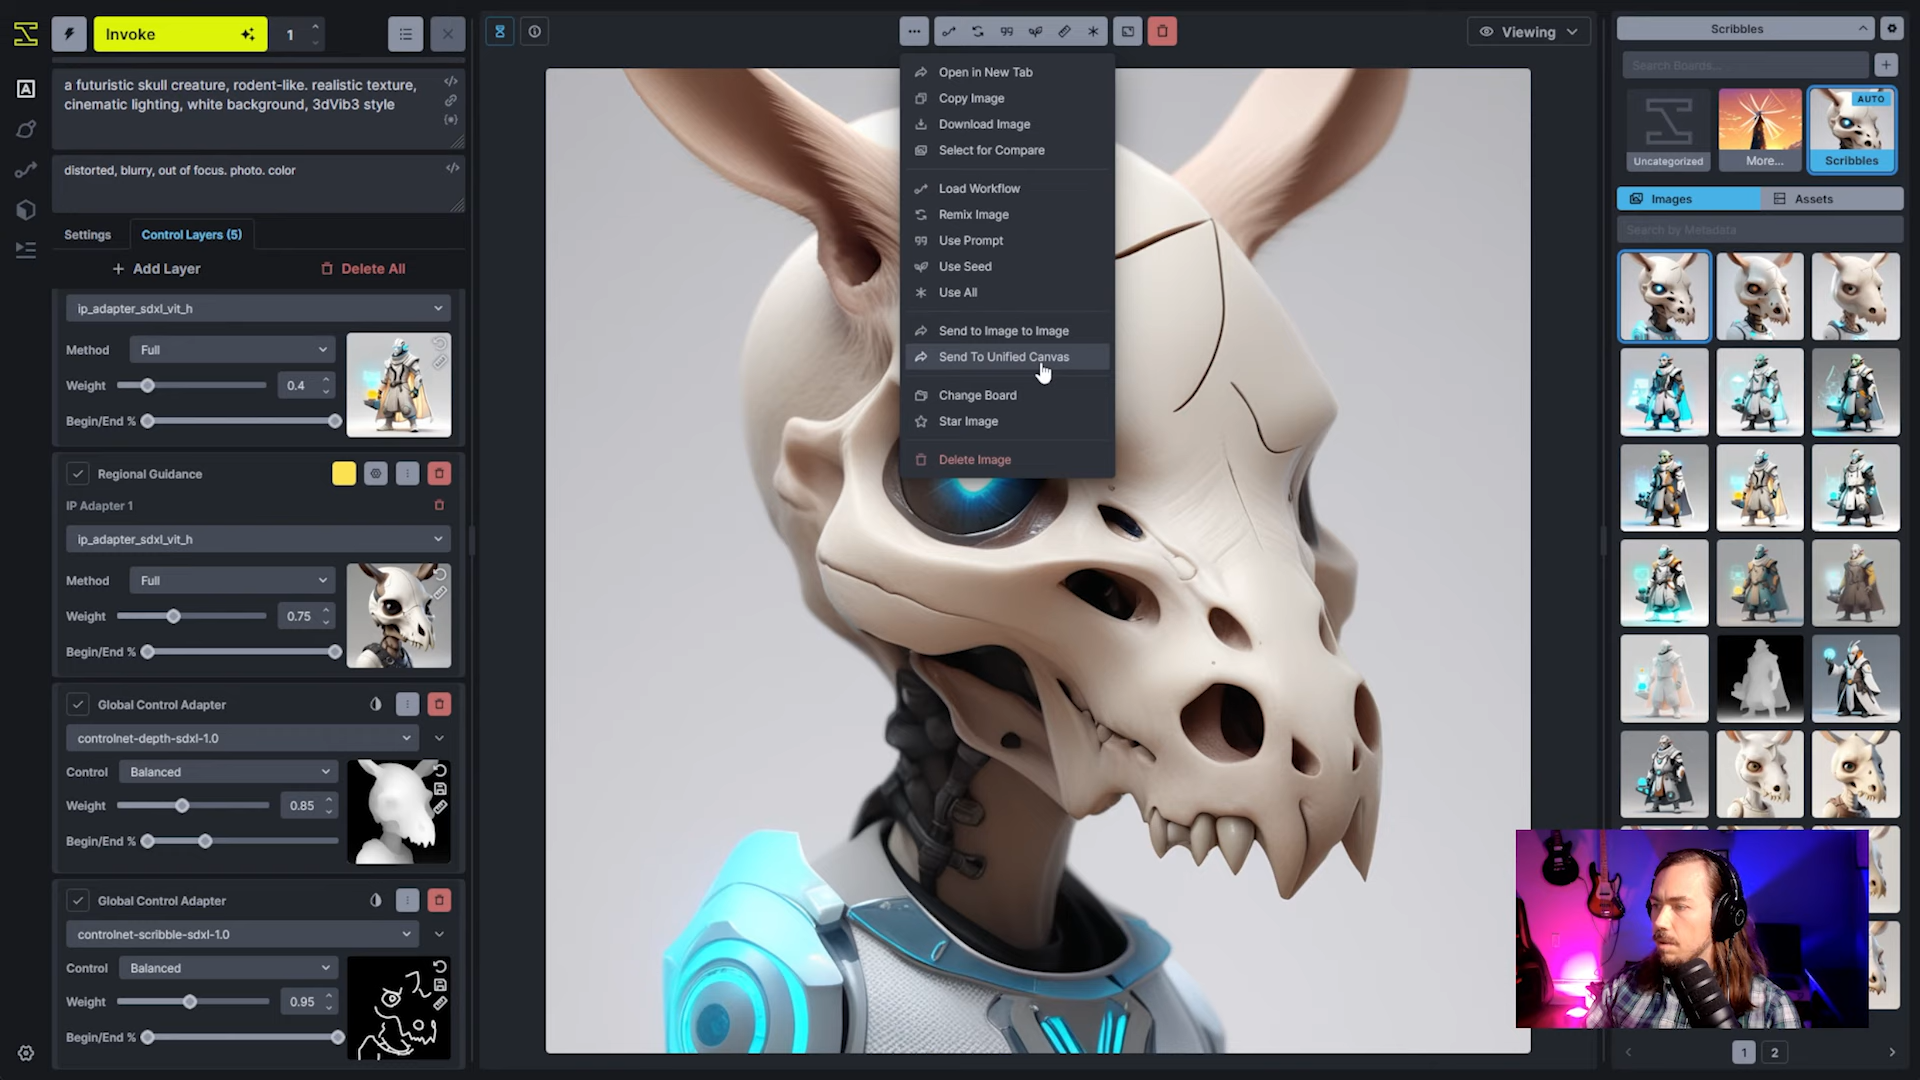 Invoke
1
Viewing
Scribbles
a futuristic skull creature, rodent-like. realistic texture,
cinematic lighting, white background, 3dVib3 style
distorted, blurry, out of focus. photo. color
Settings
Control Layers (5)
Add Layer
Delete All
ip_adapter_sdxl_vit_h
Method
Full
Weight
0.4
Begin/End %
Regional Guidance
IP Adapter 1
ip_adapter_sdxl_vit_h
Method
Full
Weight
0.75
Begin/End %
Global Control Adapter
controlnet-depth-sdxl-1.0
Control
Balanced
Weight
0.85
Begin/End %
Global Control Adapter
controlnet-scribble-sdxl-1.0
Control
Balanced
Weight
0.95
Begin/End %
Open in New Tab
Copy Image
Download Image
Select for Compare
Load Workflow
Remix Image
Use Prompt
Use Seed
Use All
Send to Image to Image
Send To Unified Canvas
Change Board
Star Image
Delete Image
Search Boards...
AUTO
Uncategorized
More...
Scribbles
Images
Assets
Search by Metadata
1
2